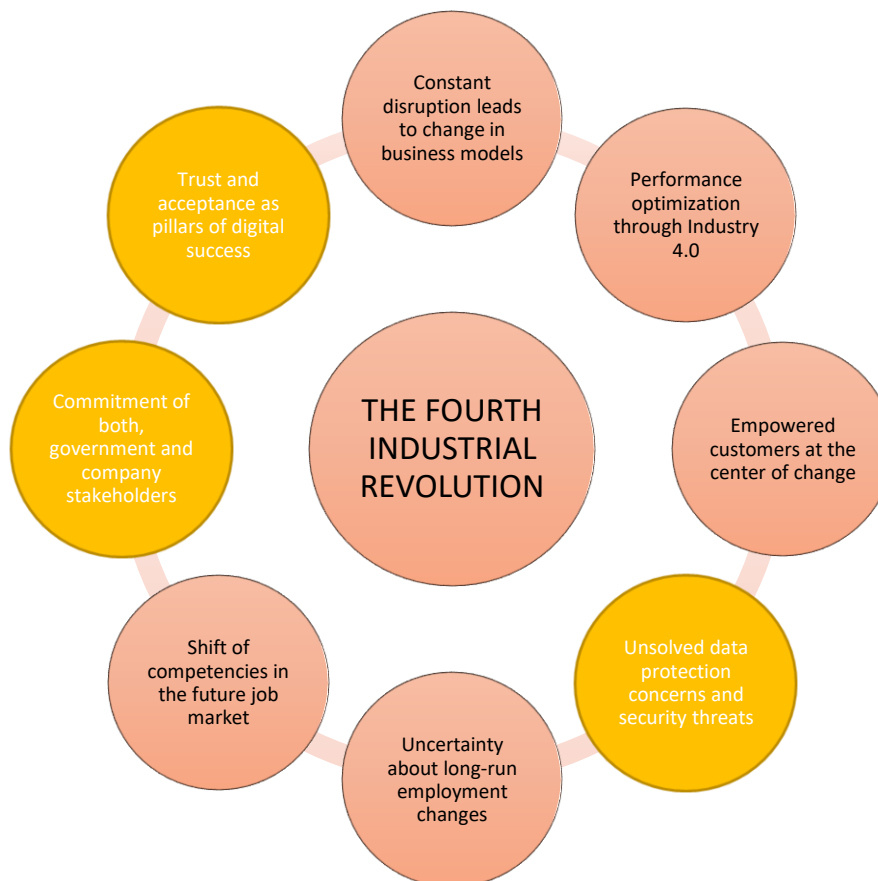 Constant
disruption leads
to change in
business models
Performance
optimization
through Industry
4.0
Empowered
customers at the
center of change
Unsolved data
protection
concerns and
security threats
Uncertainty
about long-run
employment
changes
Shift of
competencies in
the future job
market
Commitment of
both,
government and
company
stakeholders
Trust and
acceptance as
pillars of digital
success
THE FOURTH
INDUSTRIAL
REVOLUTION